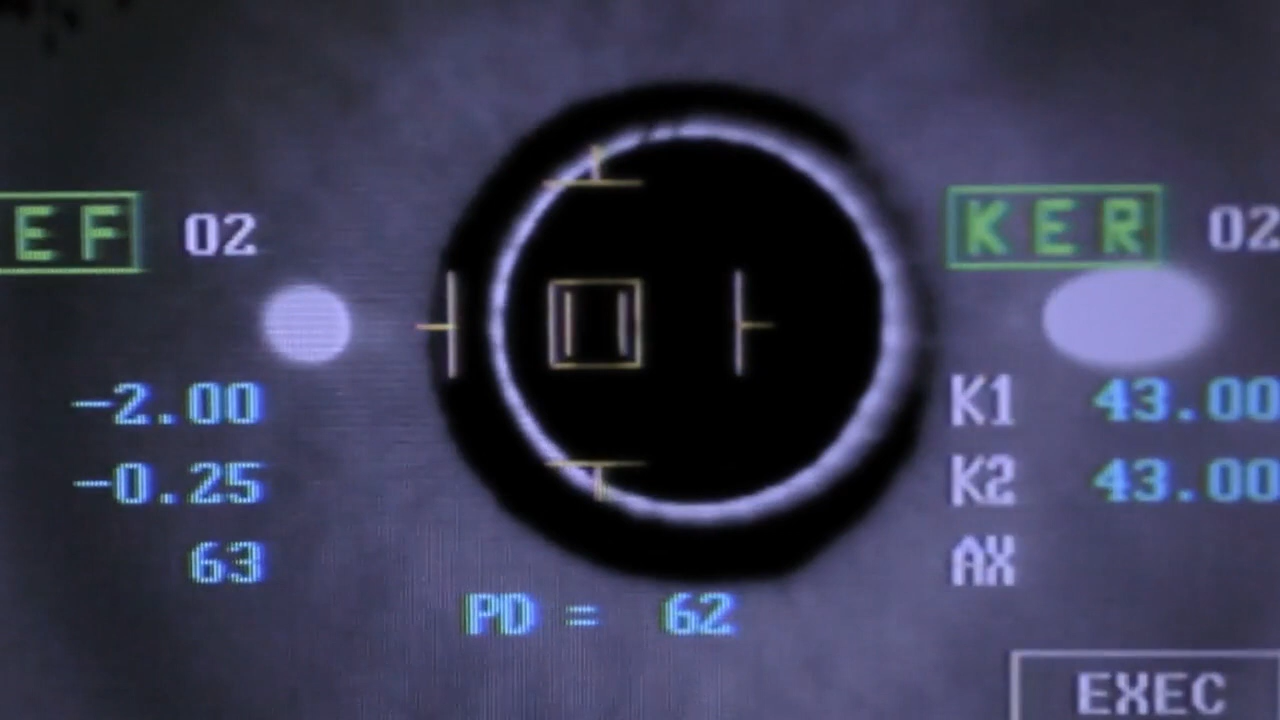 EF 02
KER 02
-2.00
-0.25
63
K1 43.00
K2 43.00
AX
PD = 62
EXEC